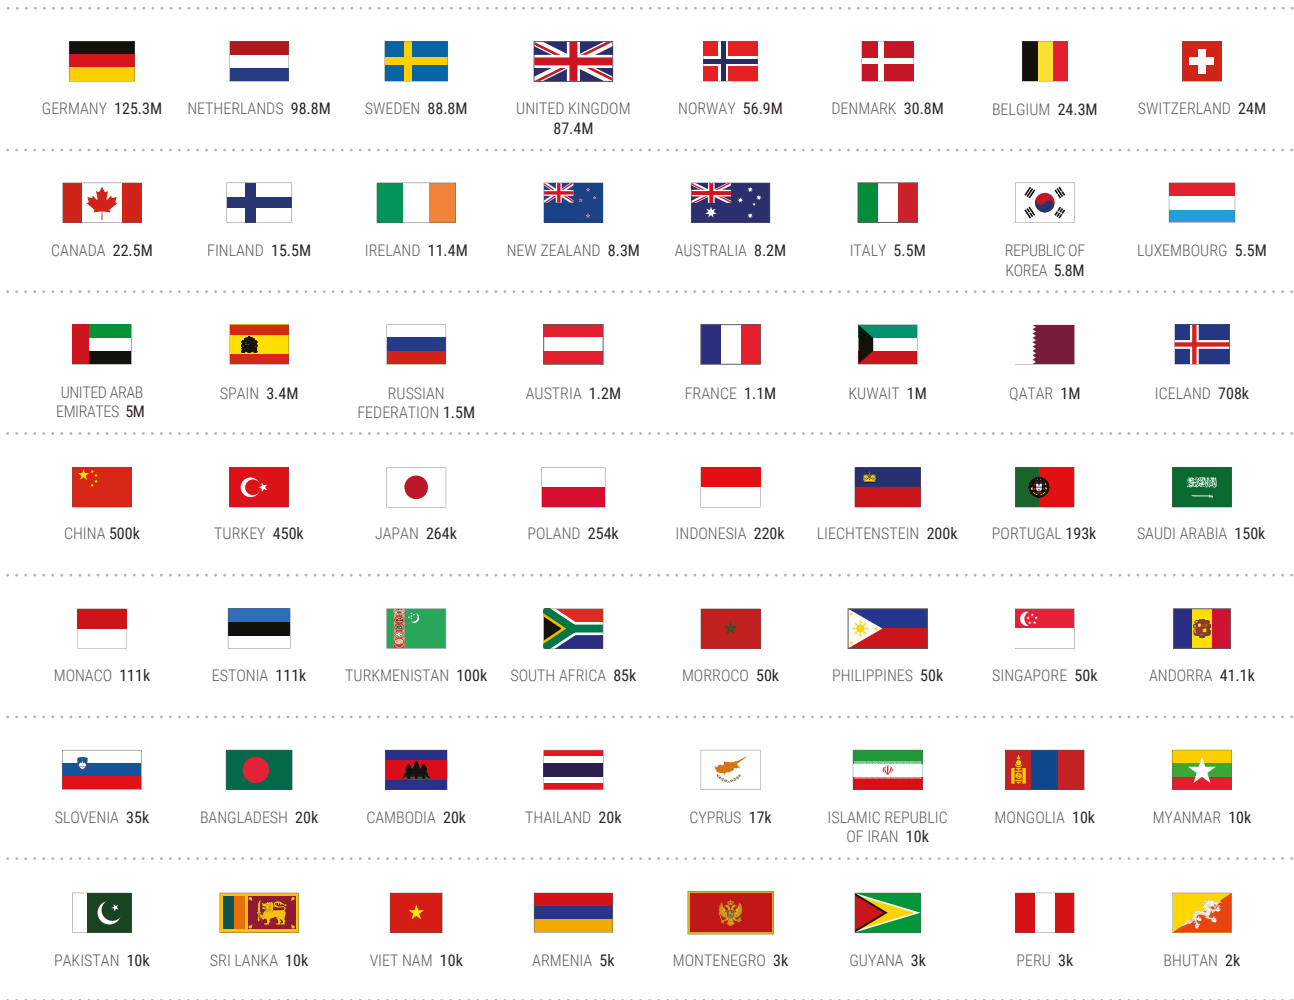 GERMANY 125.3M
NETHERLANDS 98.8M
SWEDEN 88.8M
UNITED KINGDOM
87.4M
NORWAY 56.9M
DENMARK 30.8M
BELGIUM 24.3M
SWITZERLAND 24M
CANADA 22.5M
FINLAND 15.5M
IRELAND 11.4M
NEW ZEALAND 8.3M
AUSTRALIA 8.2M
ITALY 5.5M
REPUBLIC OF
KOREA 5.8M
LUXEMBOURG 5.5M
UNITED ARAB
EMIRATES 5M
SPAIN 3.4M
RUSSIAN
FEDERATION 1.5M
AUSTRIA 1.2M
FRANCE 1.1M
KUWAIT 1M
QATAR 1M
ICELAND 708k
CHINA 500k
TURKEY 450k
JAPAN 264k
POLAND 254k
INDONESIA 220k
LIECHTENSTEIN 200k
PORTUGAL 193k
SAUDI ARABIA 150k
MONACO 111k
ESTONIA 111k
TURKMENISTAN 100k
SOUTH AFRICA 85k
MORROCO 50k
PHILIPPINES 50k
SINGAPORE 50k
ANDORRA 41.1k
SLOVENIA 35k
BANGLADESH 20k
CAMBODIA 20k
THAILAND 20k
CYPRUS 17k
ISLAMIC REPUBLIC
OF IRAN 10k
MONGOLIA 10k
MYANMAR 10k
PAKISTAN 10k
SRI LANKA 10k
VIET NAM 10k
ARMENIA 5k
MONTENEGRO 3k
GUYANA 3k
PERU 3k
BHUTAN 2k